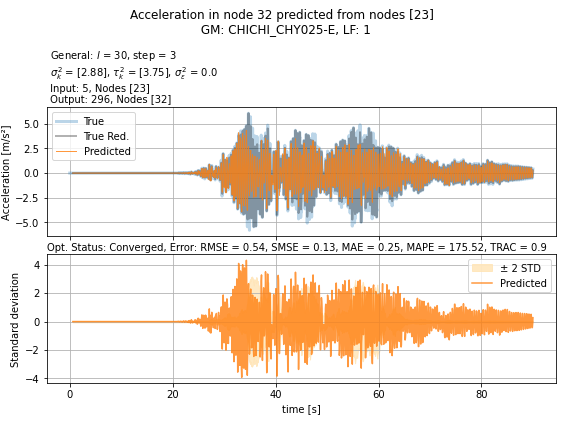 Acceleration in node 32 predicted from nodes [23]
GM: CHICHI_CHY025-E, LF: 1
General: l = 30, step = 3
σ²ₖ = [2.88], τ²ₖ = [3.75], σ²ε = 0.0
Input: 5, Nodes [23]
Output: 296, Nodes [32]
True
True Red.
Predicted
Acceleration [m/s²]
5.0
2.5
0.0
−2.5
−5.0
Opt. Status: Converged, Error: RMSE = 0.54, SMSE = 0.13, MAE = 0.25, MAPE = 175.52, TRAC = 0.9
± 2 STD
Predicted
Standard deviation
4
2
0
−2
−4
0 20 40 60 80
time [s]